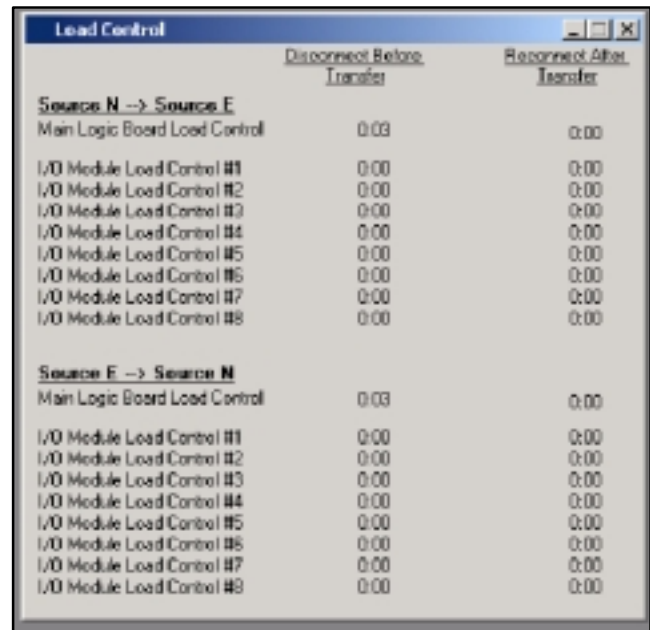 Load Control
Disconnect Before Transfer
Reconnect After Transfer
Source N --> Source E
Main Logic Board Load Control 0:03 0:00
I/O Module Load Control #1 0:00 0:00
I/O Module Load Control #2 0:00 0:00
I/O Module Load Control #3 0:00 0:00
I/O Module Load Control #4 0:00 0:00
I/O Module Load Control #5 0:00 0:00
I/O Module Load Control #6 0:00 0:00
I/O Module Load Control #7 0:00 0:00
I/O Module Load Control #8 0:00 0:00
Source E --> Source N
Main Logic Board Load Control 0:03 0:00
I/O Module Load Control #1 0:00 0:00
I/O Module Load Control #2 0:00 0:00
I/O Module Load Control #3 0:00 0:00
I/O Module Load Control #4 0:00 0:00
I/O Module Load Control #5 0:00 0:00
I/O Module Load Control #6 0:00 0:00
I/O Module Load Control #7 0:00 0:00
I/O Module Load Control #8 0:00 0:00